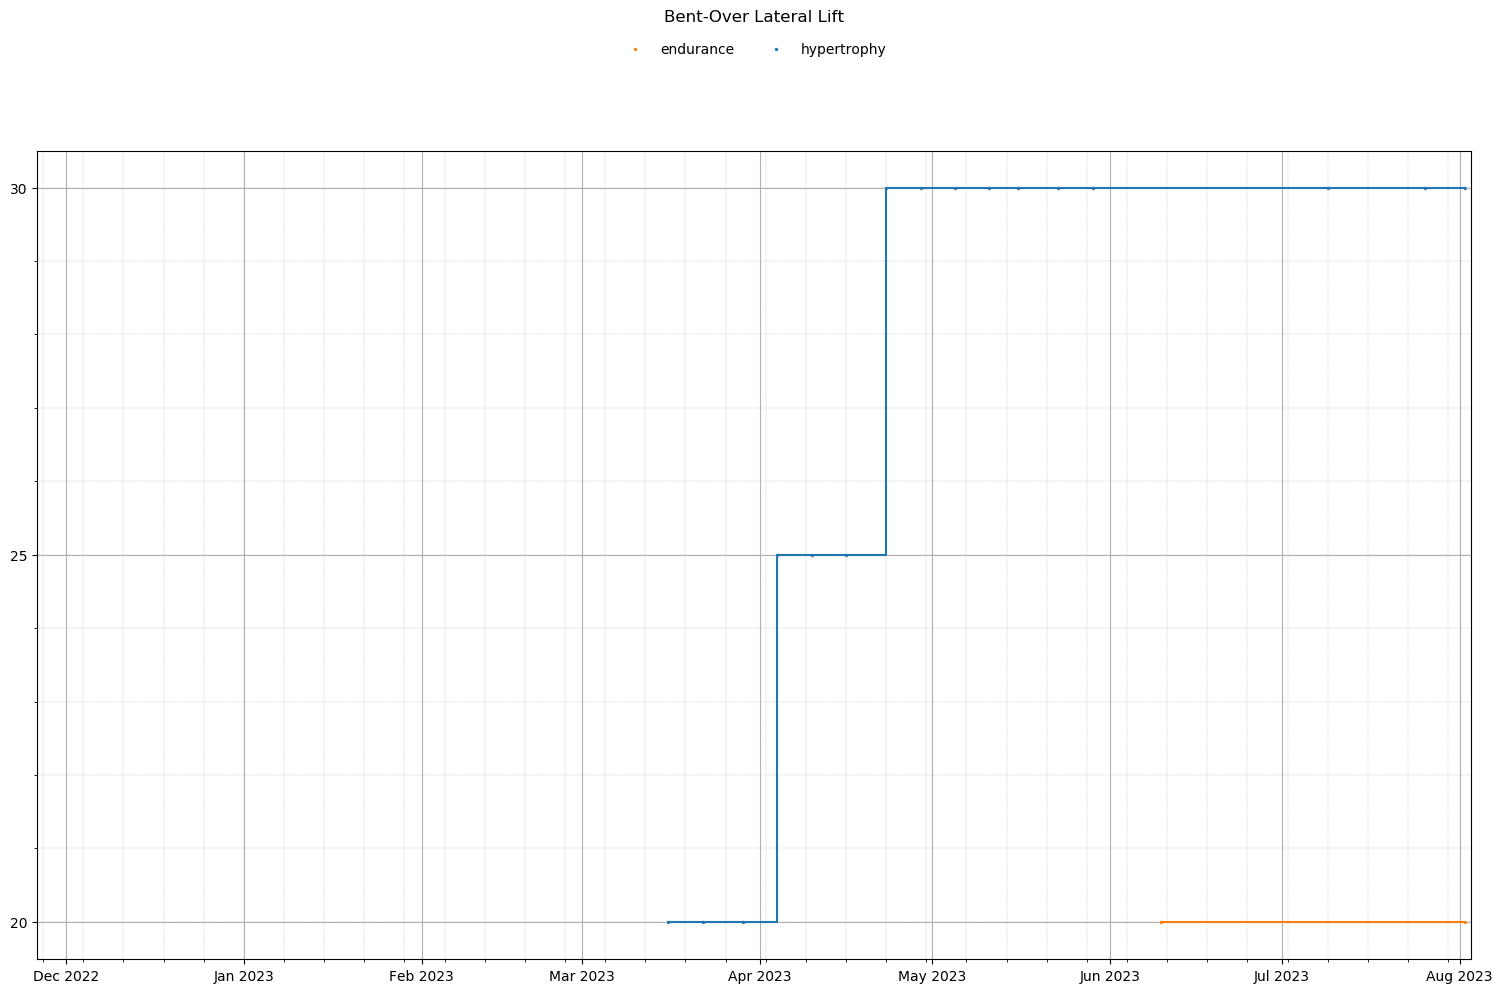 Bent-Over Lateral Lift
endurance hypertrophy
30
25
20
Dec 2022 Jan 2023 Feb 2023 Mar 2023 Apr 2023 May 2023 Jun 2023 Jul 2023 Aug 2023